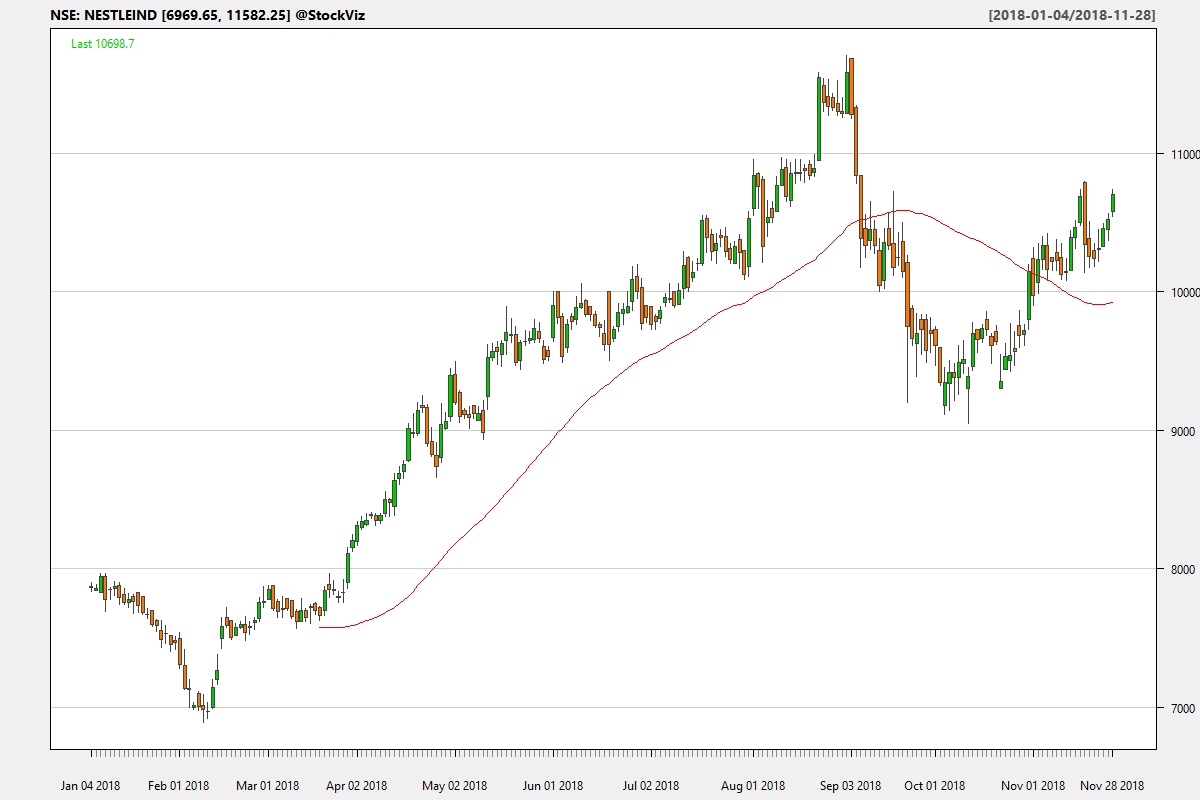 NSE: NESTLEIND [6969.65, 11582.25] @StockViz
[2018-01-04/2018-11-28]
Last 10698.7
11000
10000
9000
8000
7000
Jan 04 2018
Feb 01 2018
Mar 01 2018
Apr 02 2018
May 02 2018
Jun 01 2018
Jul 02 2018
Aug 01 2018
Sep 03 2018
Oct 01 2018
Nov 01 2018
Nov 28 2018